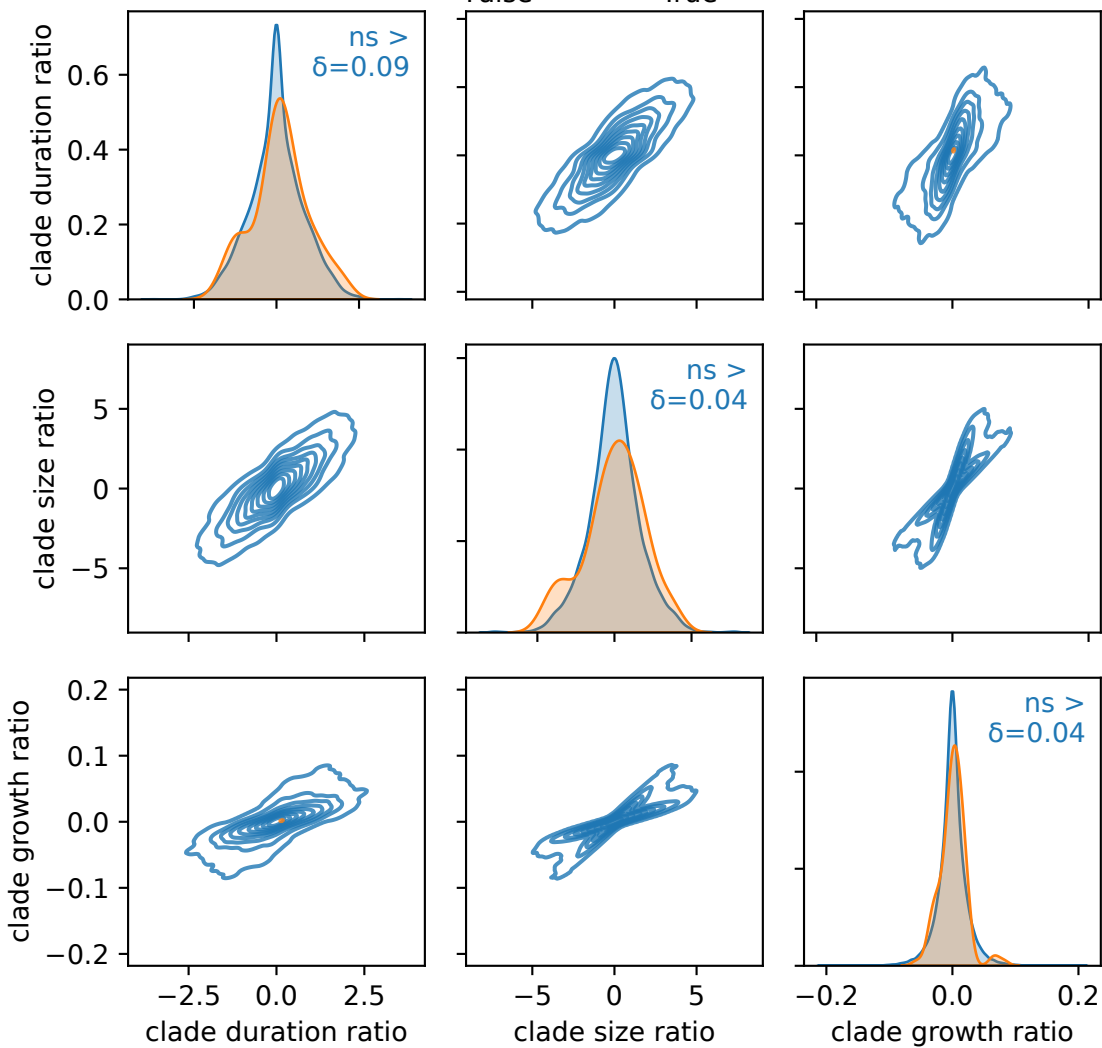 False True
clade duration ratio
0.6
0.4
0.2
0.0
ns >
δ=0.09
clade size ratio
5
0
−5
ns >
δ=0.04
clade growth ratio
0.2
0.1
0.0
−0.1
−0.2
ns >
δ=0.04
−2.5 0.0 2.5
−5 0 5
−0.2 0.0 0.2
clade duration ratio
clade size ratio
clade growth ratio